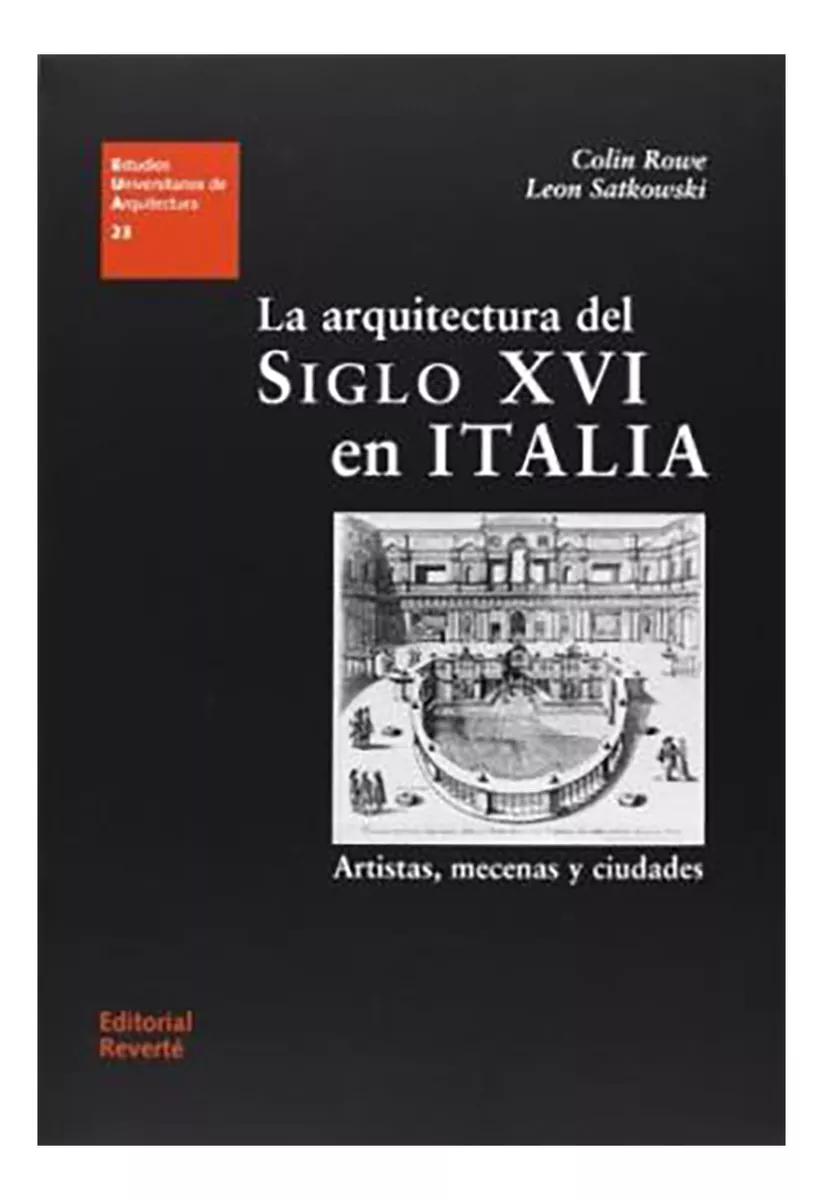 Estudios
Universitarios de
Arquitectura
23
Colin Rowe
Leon Satkowski
La arquitectura del
SIGLO XVI
en ITALIA
Artistas, mecenas y ciudades
Editorial
Reverté